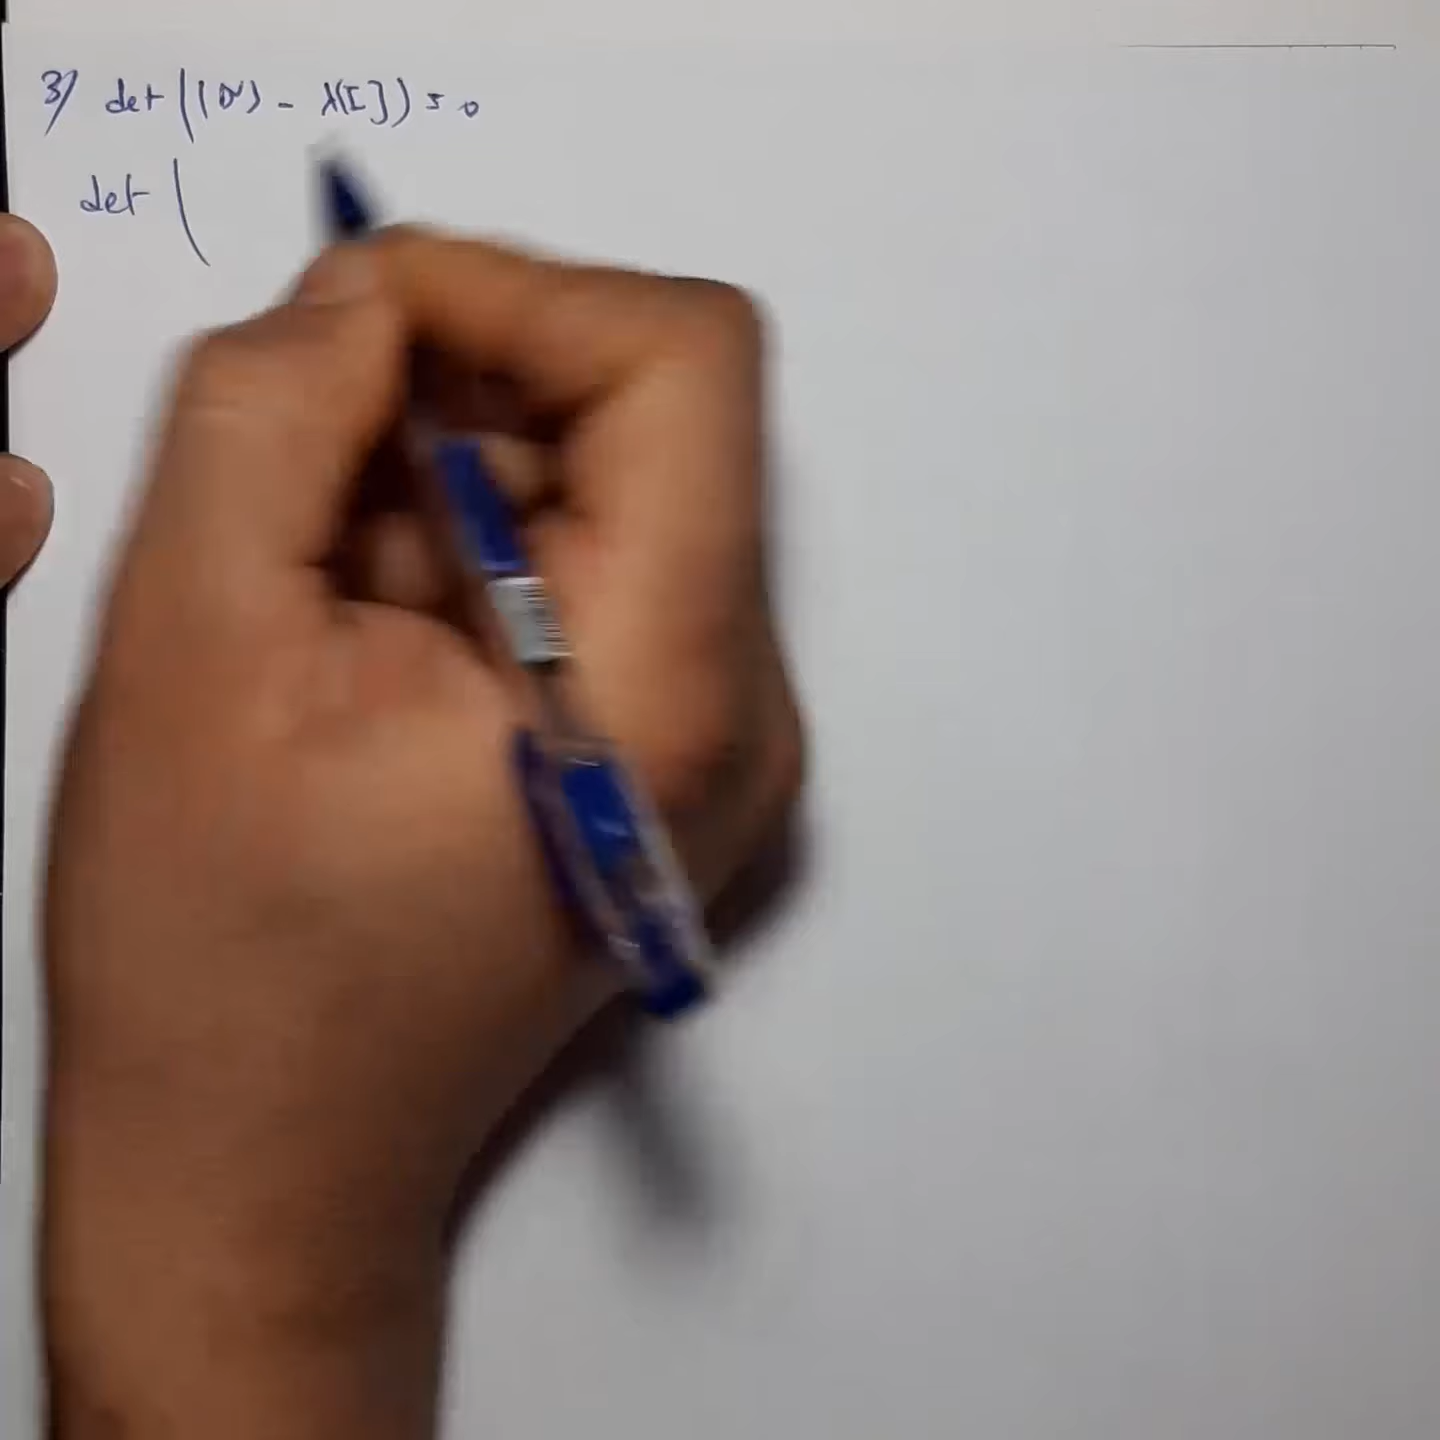 3/ det((σ) - λ[I]) = 0
det (